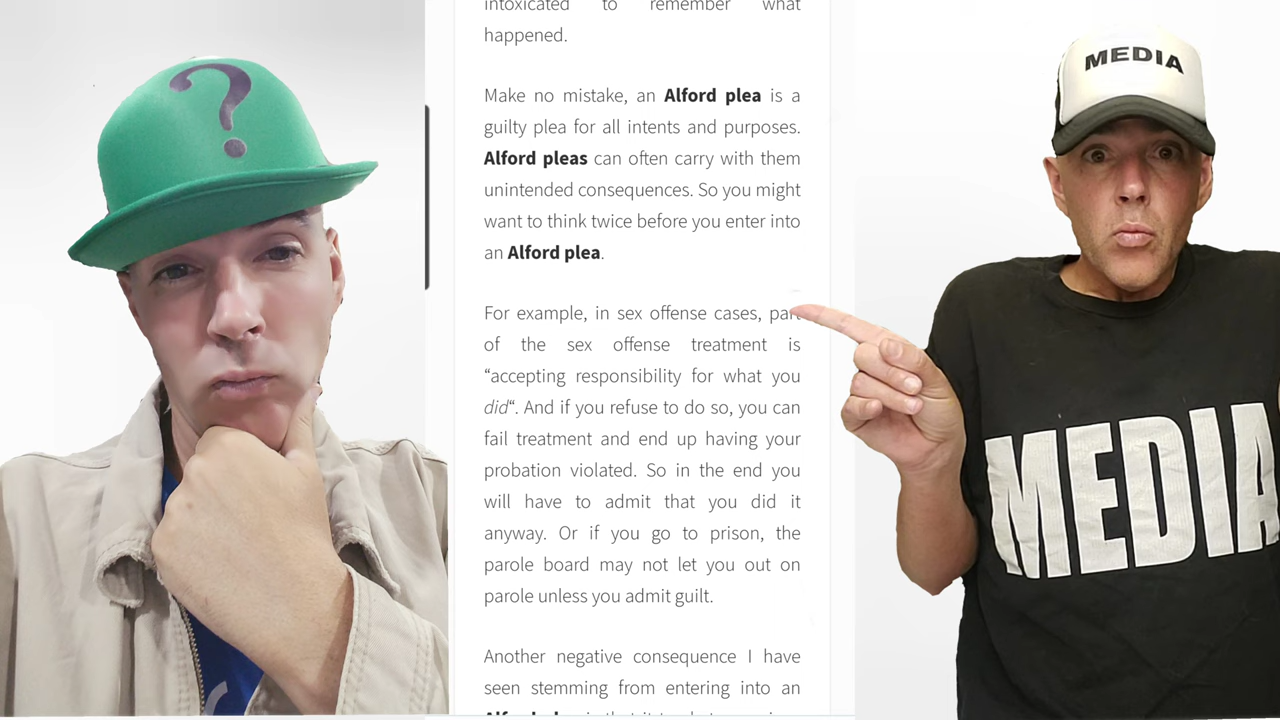 ?
intoxicated to remember what
happened.
Make no mistake, an Alford plea is a
guilty plea for all intents and purposes.
Alford pleas can often carry with them
unintended consequences. So you might
want to think twice before you enter into
an Alford plea.
For example, in sex offense cases, part
of the sex offense treatment is
“accepting responsibility for what you
did“. And if you refuse to do so, you can
fail treatment and end up having your
probation violated. So in the end you
will have to admit that you did it
anyway. Or if you go to prison, the
parole board may not let you out on
parole unless you admit guilt.
Another negative consequence I have
seen stemming from entering into an
MEDIA
MEDIA